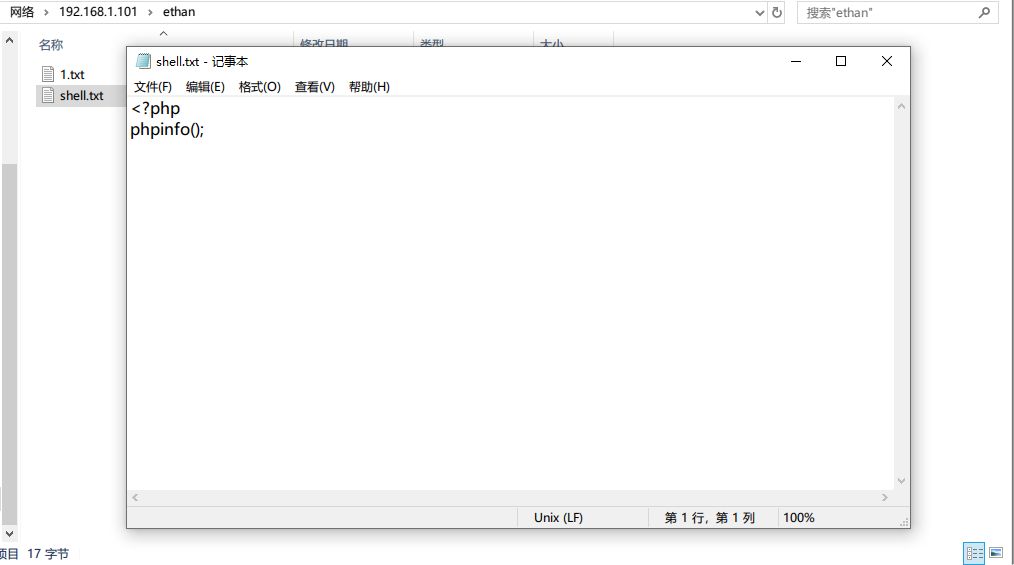 网络 > 192.168.1.101 > ethan
搜索"ethan"
名称
修改日期
类型
大小
1.txt
shell.txt
shell.txt - 记事本
文件(F) 编辑(E) 格式(O) 查看(V) 帮助(H)
<?php
phpinfo();
Unix (LF)
第 1 行，第 1 列
100%
项目 17 字节